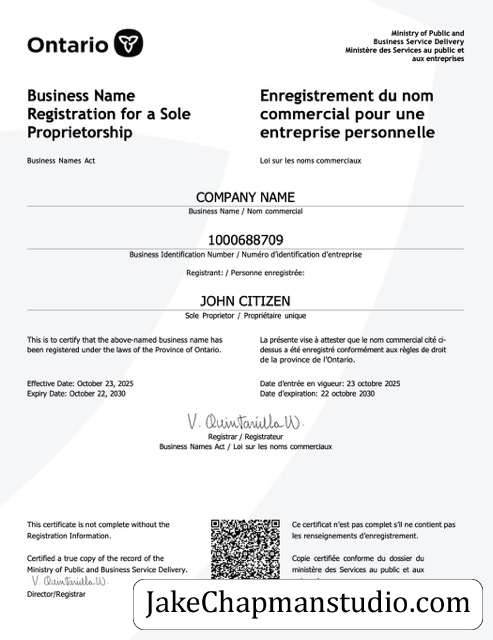 Ontario
Ministry of Public and
Business Service Delivery
Ministère des Services au public et
aux entreprises
Business Name
Registration for a Sole
Proprietorship
Business Names Act
Enregistrement du nom
commercial pour une
entreprise personnelle
Loi sur les noms commerciaux
COMPANY NAME
Business Name / Nom commercial
1000688709
Business Identification Number / Numéro d'identification d'entreprise
Registrant: / Personne enregistrée:
JOHN CITIZEN
Sole Proprietor / Propriétaire unique
This is to certify that the above-named business name has
been registered under the laws of the Province of Ontario.
La présente vise à attester que le nom commercial cité ci-
dessus a été enregistré conformément aux règles de droit
de la province de l'Ontario.
Effective Date: October 23, 2025
Expiry Date: October 22, 2030
Date d'entrée en vigueur: 23 octobre 2025
Date d'expiration: 22 octobre 2030
V. Quintanilla W.
Registrar / Registrateur
Business Names Act / Loi sur les noms commerciaux
This certificate is not complete without the
Registration Information.
Certified a true copy of the record of the
Ministry of Public and Business Service Delivery.
V. Quintanilla W.
Director/Registrar
Ce certificat n'est pas complet s'il ne contient pas
les renseignements d'enregistrement.
Copie certifiée conforme du dossier du
ministère des Services au public et aux
JakeChapmanstudio.com